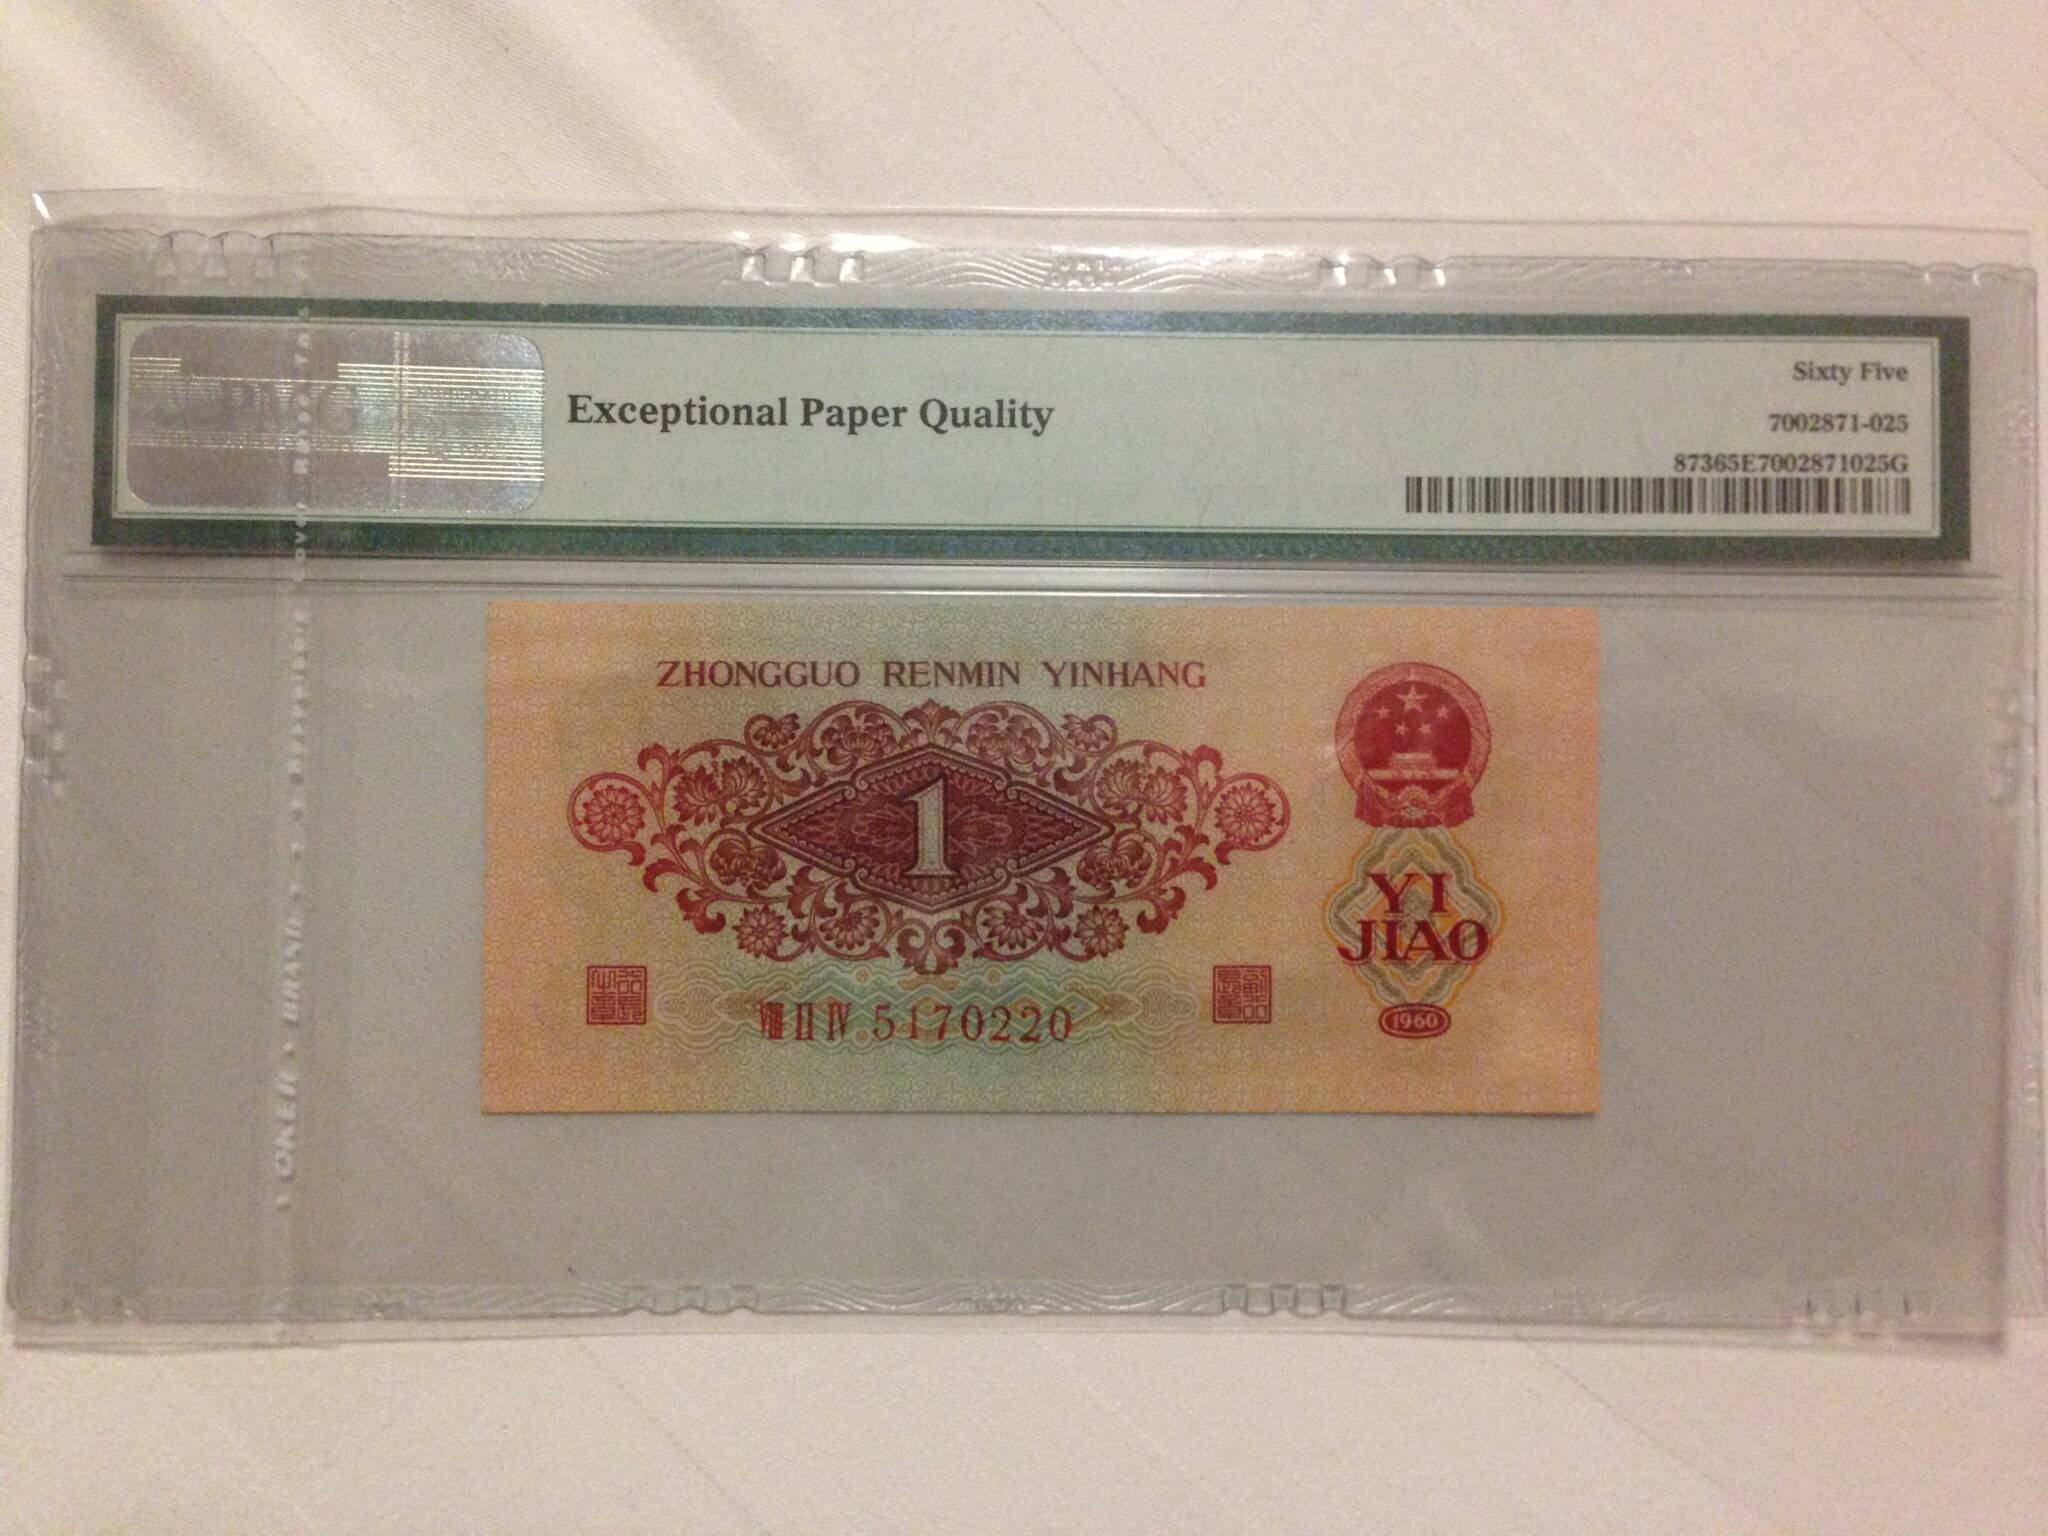 PMG
Exceptional Paper Quality
Sixty Five
7002871-025
87365E7002871025G
ZHONGGUO RENMIN YINHANG
1
YI
JIAO
VIII II IV 5170220
1960